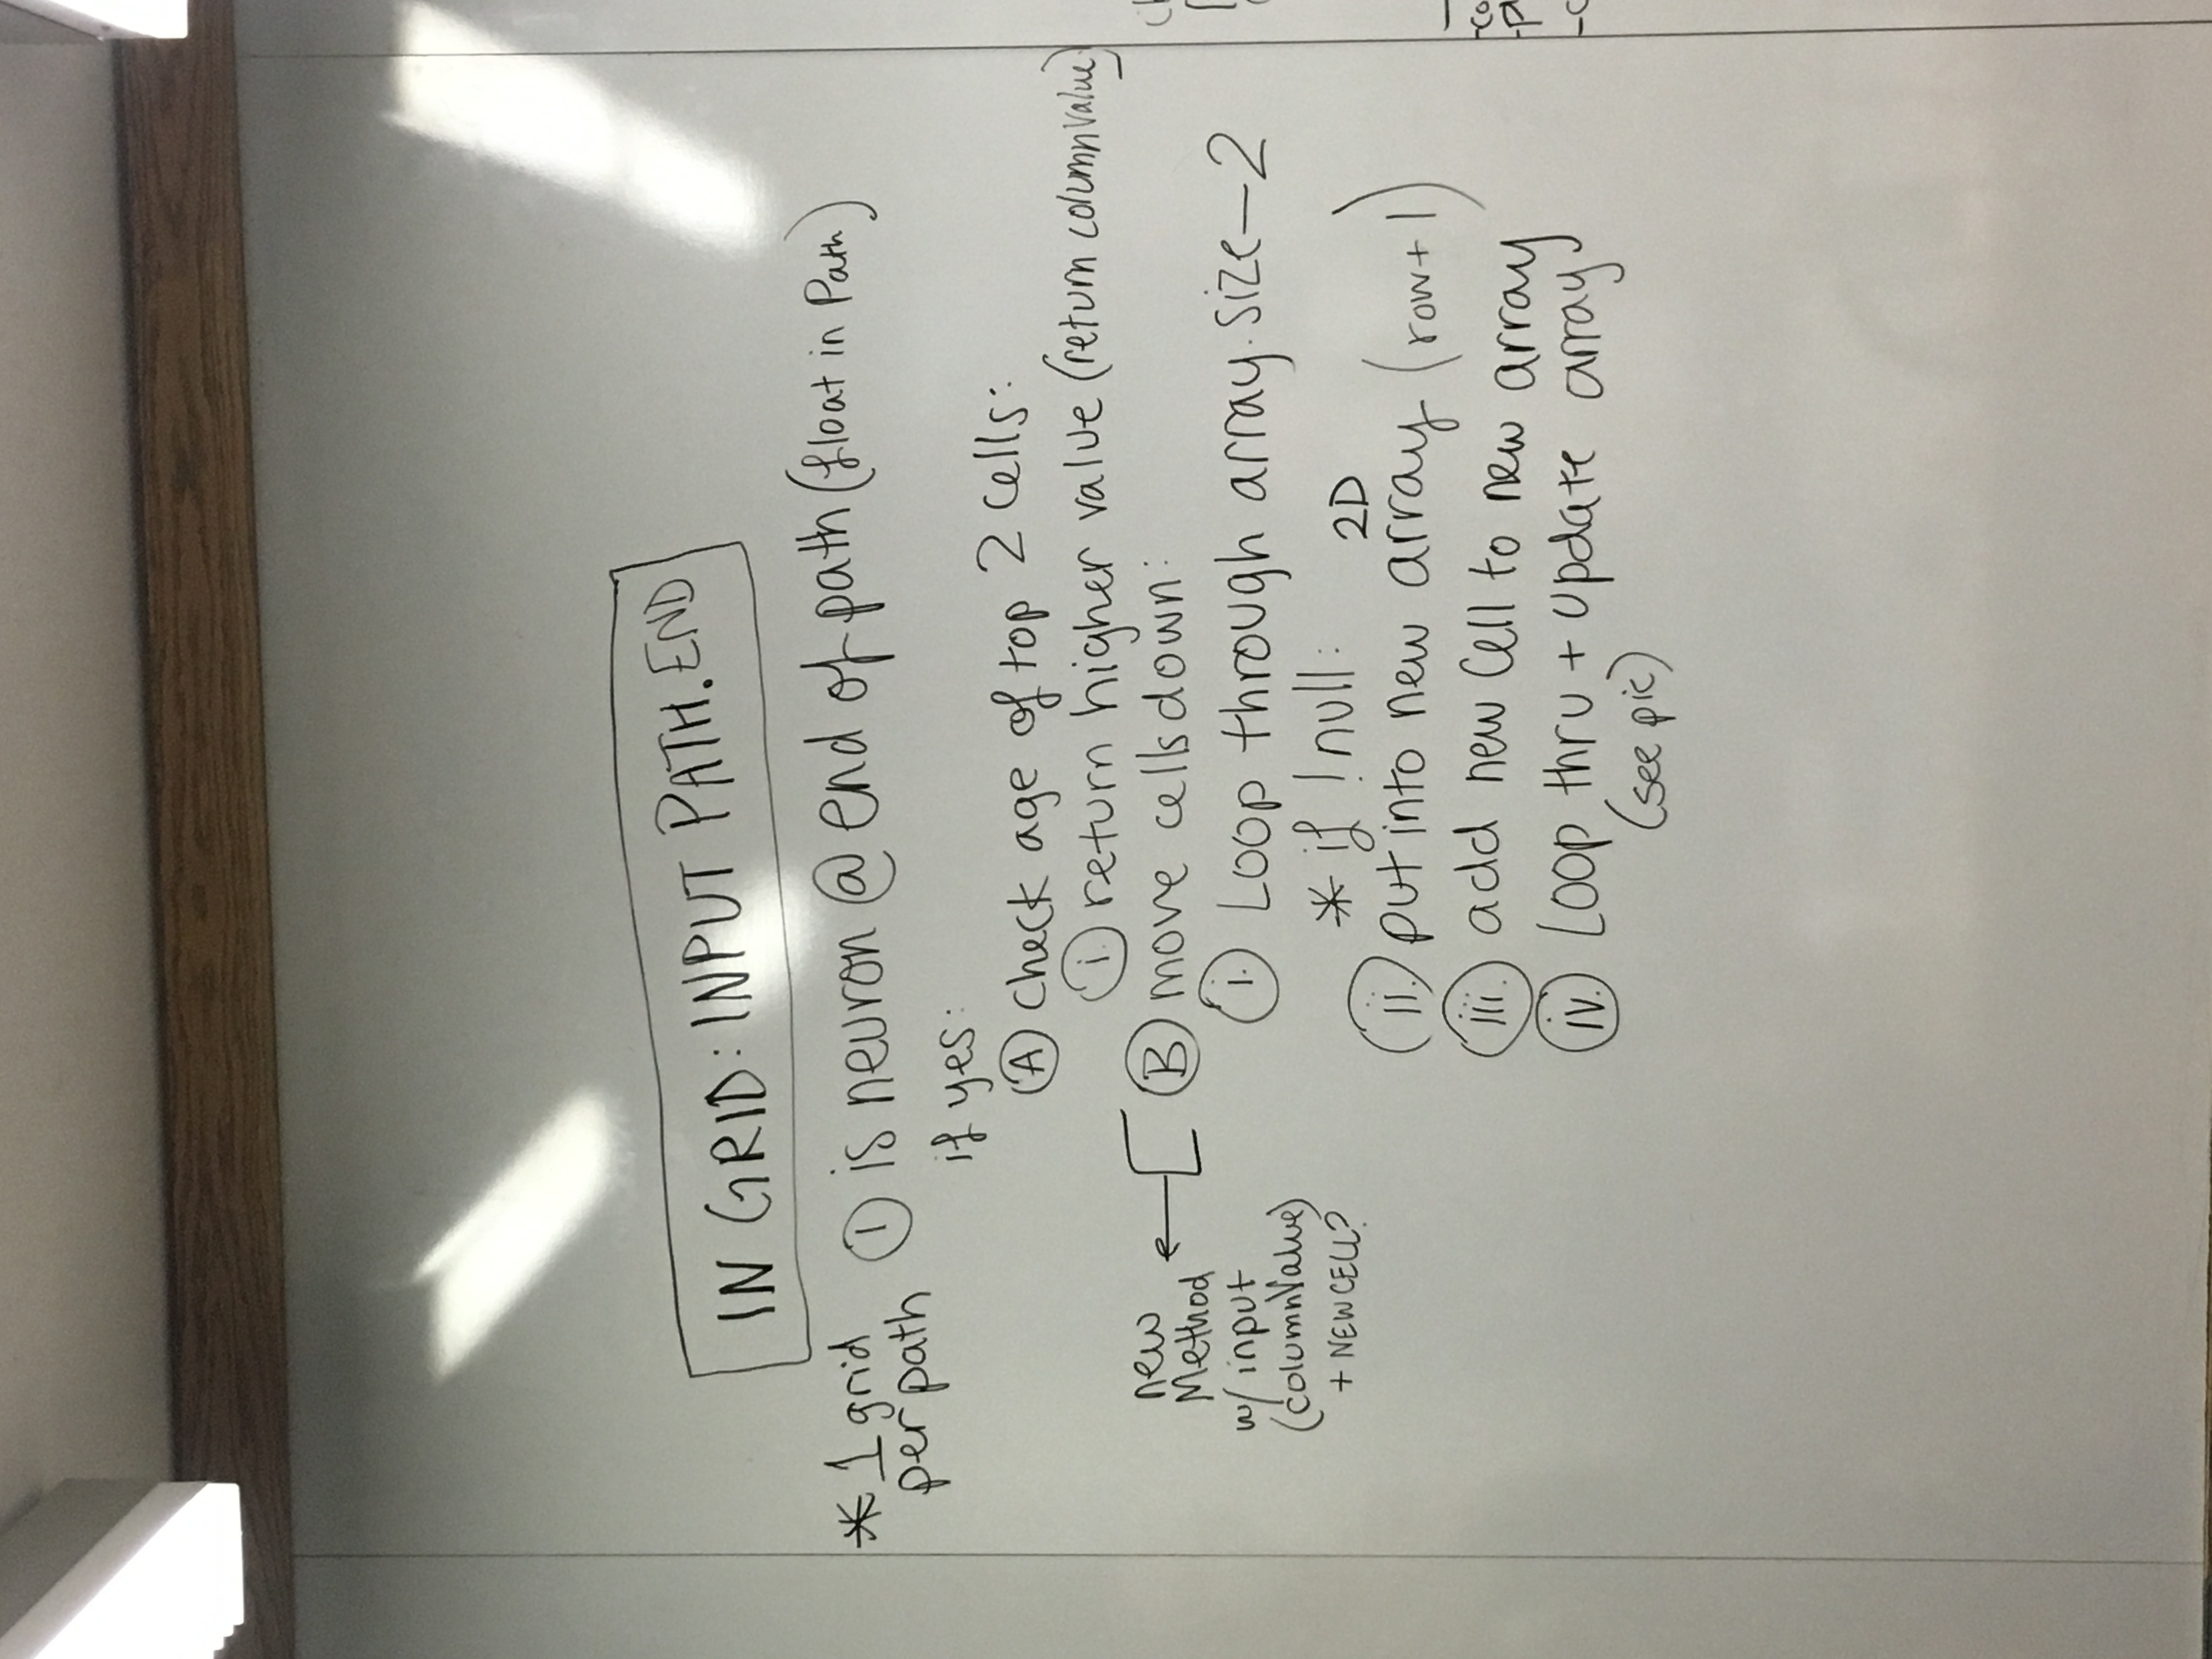 IN GRID: INPUT PATH.END
* 1 grid
per path
① is neuron @ end of path (float in Path)
if yes:
Ⓐ Check age of top 2 cells:
ⓘ. return higher value (return columnValue)
new
Method
w/ input
(columnValue)
+ NEW CELL?
Ⓑ move cells down:
i. Loop through array.size-2
* if !null:
2D
ii. put into new array (row+1)
iii. add new Cell to new array
iv. Loop thru + update array
(see pic)
-co
-pl